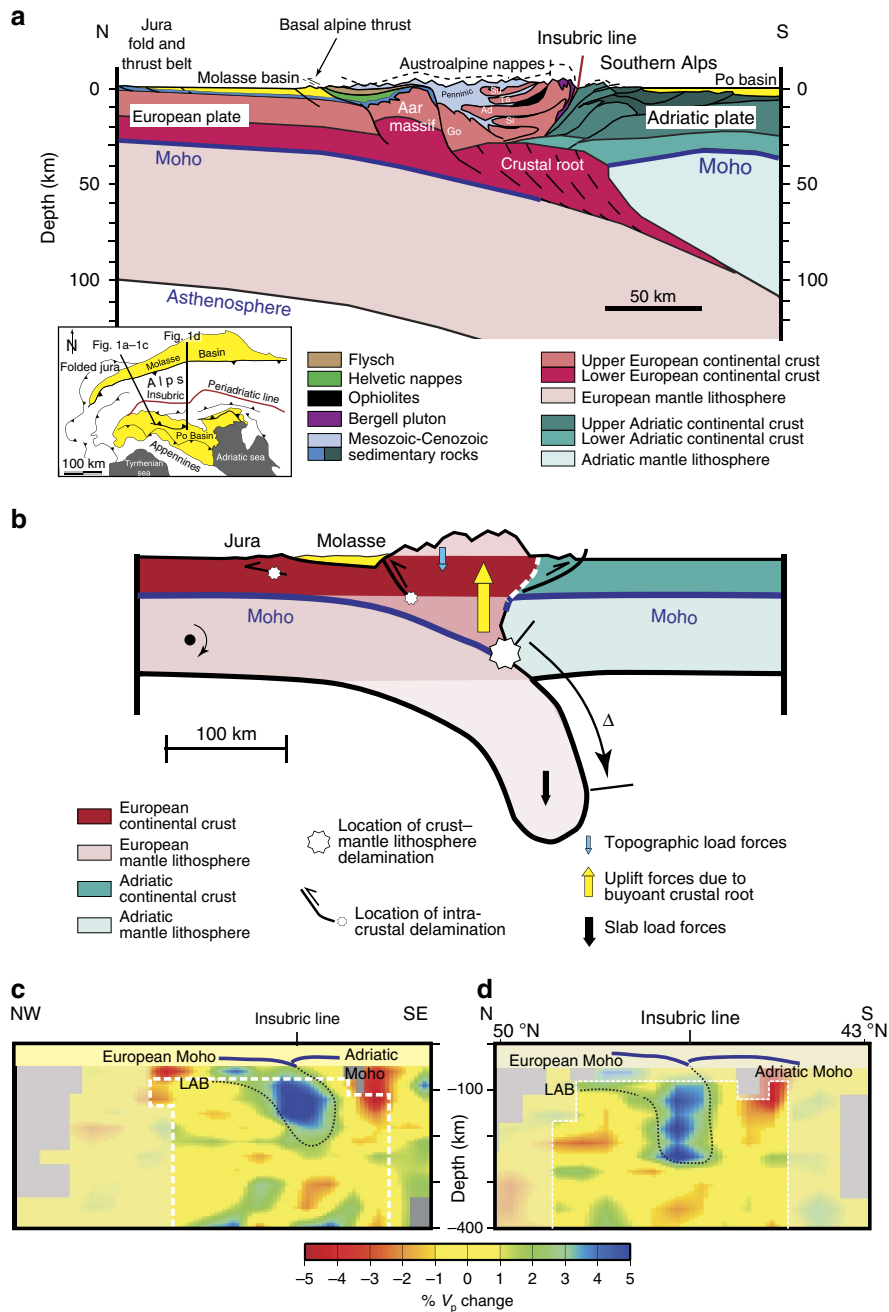 a
N
S
Jura
fold and
thrust belt
Basal alpine thrust
Molasse basin
Austroalpine nappes
Insubric line
Southern Alps
Po basin
0
50
100
Depth (km)
0
50
100
European plate
Aar
massif
Penninic
Su
Ta
Ad
Si
Go
Adriatic plate
Moho
Crustal root
Moho
50 km
Asthenosphere
N
Fig. 1a–1c
Fig. 1d
Folded jura
Molasse
Basin
Alps
Insubric
Periadriatic line
Po Basin
Appennines
Tyrrhenian
sea
Adriatic sea
100 km
Flysch
Helvetic nappes
Ophiolites
Bergell pluton
Mesozoic-Cenozoic
sedimentary rocks
Upper European continental crust
Lower European continental crust
European mantle lithosphere
Upper Adriatic continental crust
Lower Adriatic continental crust
Adriatic mantle lithosphere
b
Jura
Molasse
Moho
Moho
Δ
100 km
European
continental crust
European
mantle lithosphere
Adriatic
continental crust
Adriatic
mantle lithosphere
Location of crust–
mantle lithosphere
delamination
Location of intra-
crustal delamination
Topographic load forces
Uplift forces due to
buoyant crustal root
Slab load forces
c
NW
SE
Insubric line
European Moho
Adriatic
Moho
LAB
d
N
50 °N
S
43 °N
Insubric line
European Moho
Adriatic Moho
LAB
–100
Depth (km)
–400
–5 –4 –3 –2 –1 0 1 2 3 4 5
% Vp change